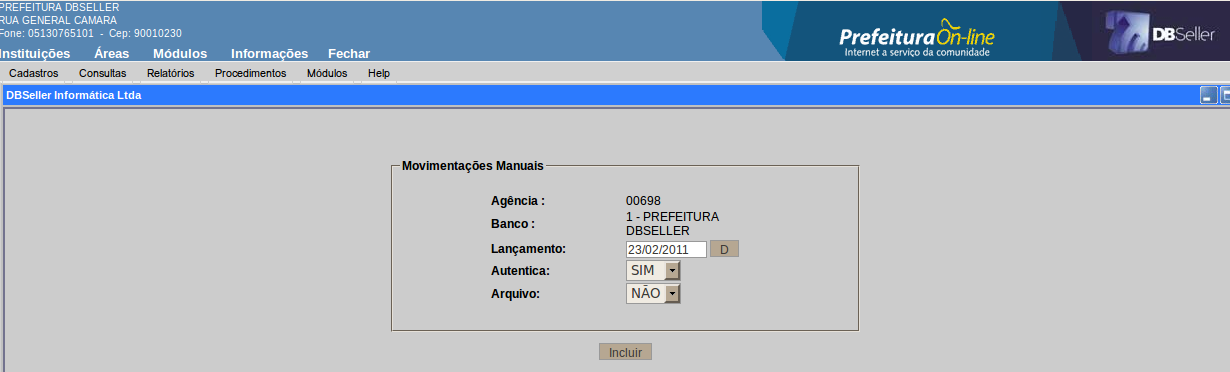 PREFEITURA DBSELLER
RUA GENERAL CAMARA
Fone: 05130765101 - Cep: 90010230
Instituições Áreas Módulos Informações Fechar
PrefeituraOn-line
Internet a serviço da comunidade
DBSeller
Cadastros Consultas Relatórios Procedimentos Módulos Help
DBSeller Informática Ltda
Movimentações Manuais
Agência : 00698
Banco : 1 - PREFEITURA
DBSELLER
Lançamento: 23/02/2011 D
Autentica: SIM
Arquivo: NÃO
Incluir